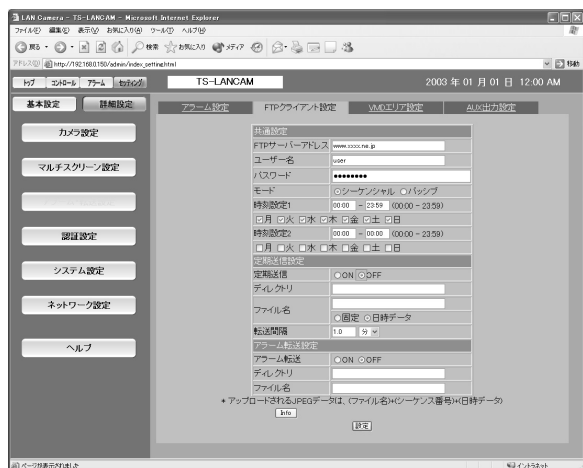 LAN Camera - TS-LANCAM - Microsoft Internet Explorer
ファイル(F) 編集(E) 表示(V) お気に入り(A) ツール(T) ヘルプ(H)
戻る 検索 お気に入り メディア
アドレス(D) http://192.168.0.150/admin/index_setting.html 移動
トップ コントロール アラーム セッティング TS-LANCAM 2003 年 01 月 01 日 12:00 AM
基本設定 詳細設定
アラーム設定 FTPクライアント設定 VMDエリア設定 AUX出力設定
カメラ設定
マルチスクリーン設定
認証設定
システム設定
ネットワーク設定
ヘルプ
共通設定
FTPサーバーアドレス www.xxxx.ne.jp
ユーザー名 user
パスワード ●●●●●●●●
モード ⊙シーケンシャル ○パッシブ
時刻設定1 00:00 - 23:59 (00:00 - 23:59)
☑月 ☑火 ☑水 ☑木 ☑金 ☑土 ☑日
時刻設定2 00:00 - 00:00 (00:00 - 23:59)
□月 □火 □水 □木 □金 □土 □日
定期送信設定
定期送信 ○ON ⊙OFF
ディレクトリ
ファイル名
○固定 ⊙日時データ
転送間隔 1.0 分
アラーム転送設定
アラーム転送 ○ON ⊙OFF
ディレクトリ
ファイル名
* アップロードされるJPEGデータは、(ファイル名)+(シーケンス番号)+(日時データ)
Info
設定
ページが表示されました イントラネット